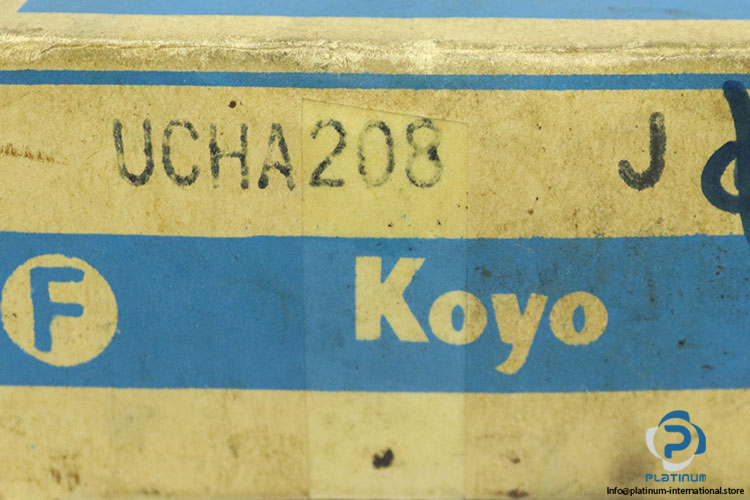 UCHA208 J
F Koyo
PLATINUM
Info@platinum-international.store